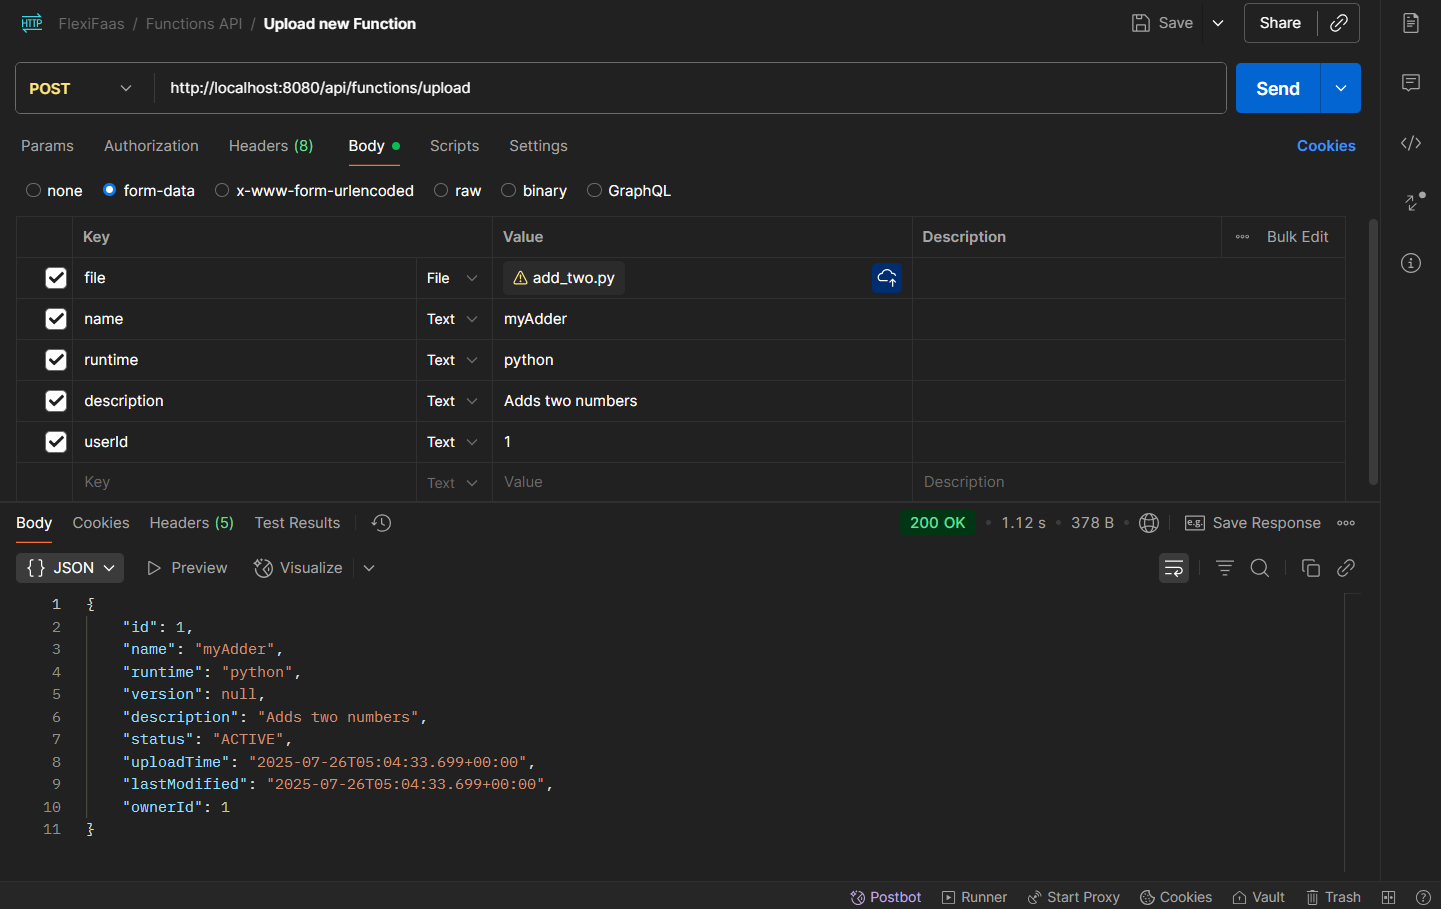 HTTP FlexiFaas / Functions API / Upload new Function Save Share
POST http://localhost:8080/api/functions/upload Send
Params Authorization Headers (8) Body Scripts Settings Cookies
none form-data x-www-form-urlencoded raw binary GraphQL
Key Value Description Bulk Edit
file File add_two.py
name Text myAdder
runtime Text python
description Text Adds two numbers
userId Text 1
Key Text Value Description
Body Cookies Headers (5) Test Results 200 OK 1.12 s 378 B e.g. Save Response
{} JSON Preview Visualize
1 {
2 "id": 1,
3 "name": "myAdder",
4 "runtime": "python",
5 "version": null,
6 "description": "Adds two numbers",
7 "status": "ACTIVE",
8 "uploadTime": "2025-07-26T05:04:33.699+00:00",
9 "lastModified": "2025-07-26T05:04:33.699+00:00",
10 "ownerId": 1
11 }
Postbot Runner Start Proxy Cookies Vault Trash